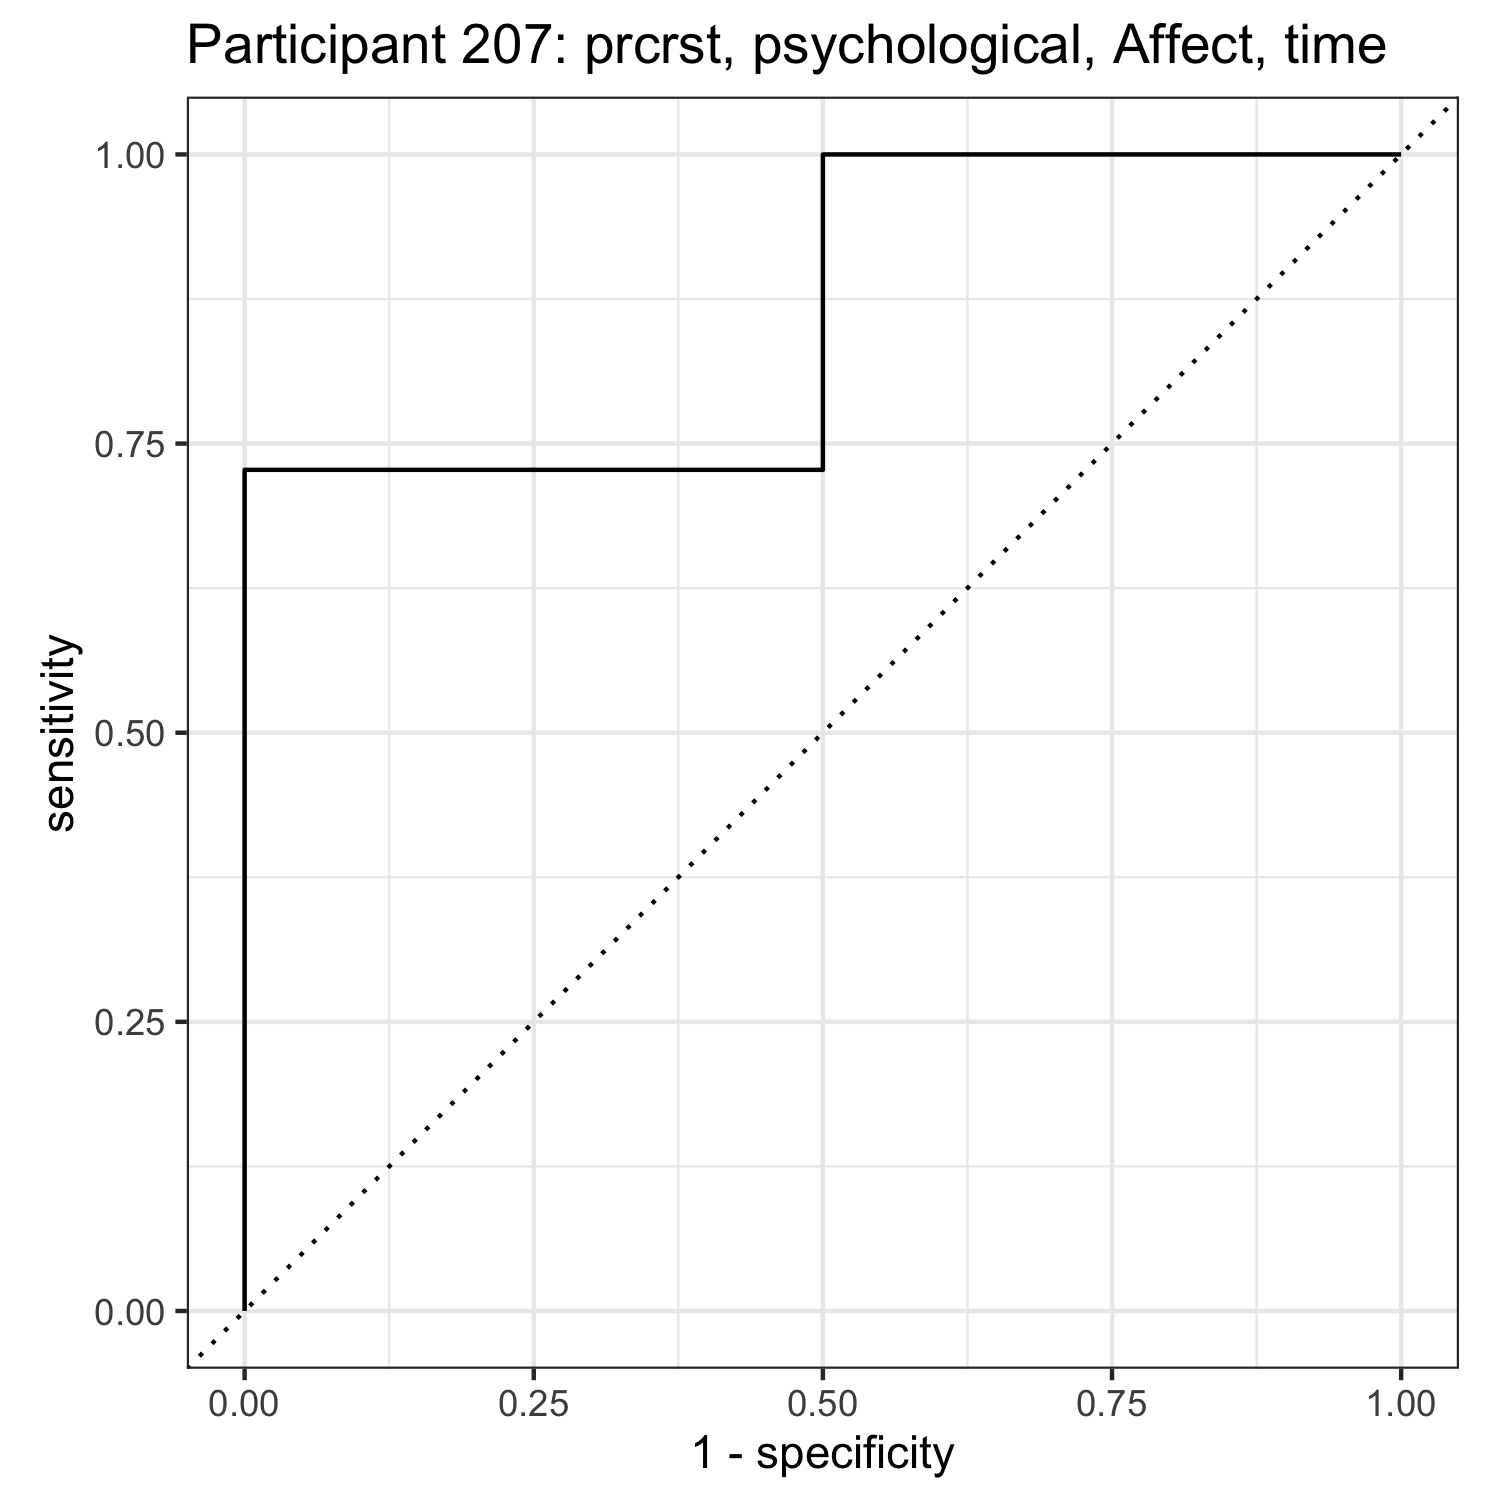 Participant 207: prcrst, psychological, Affect, time
1.00
0.75
0.50
0.25
0.00
sensitivity
0.00 0.25 0.50 0.75 1.00
1 - specificity